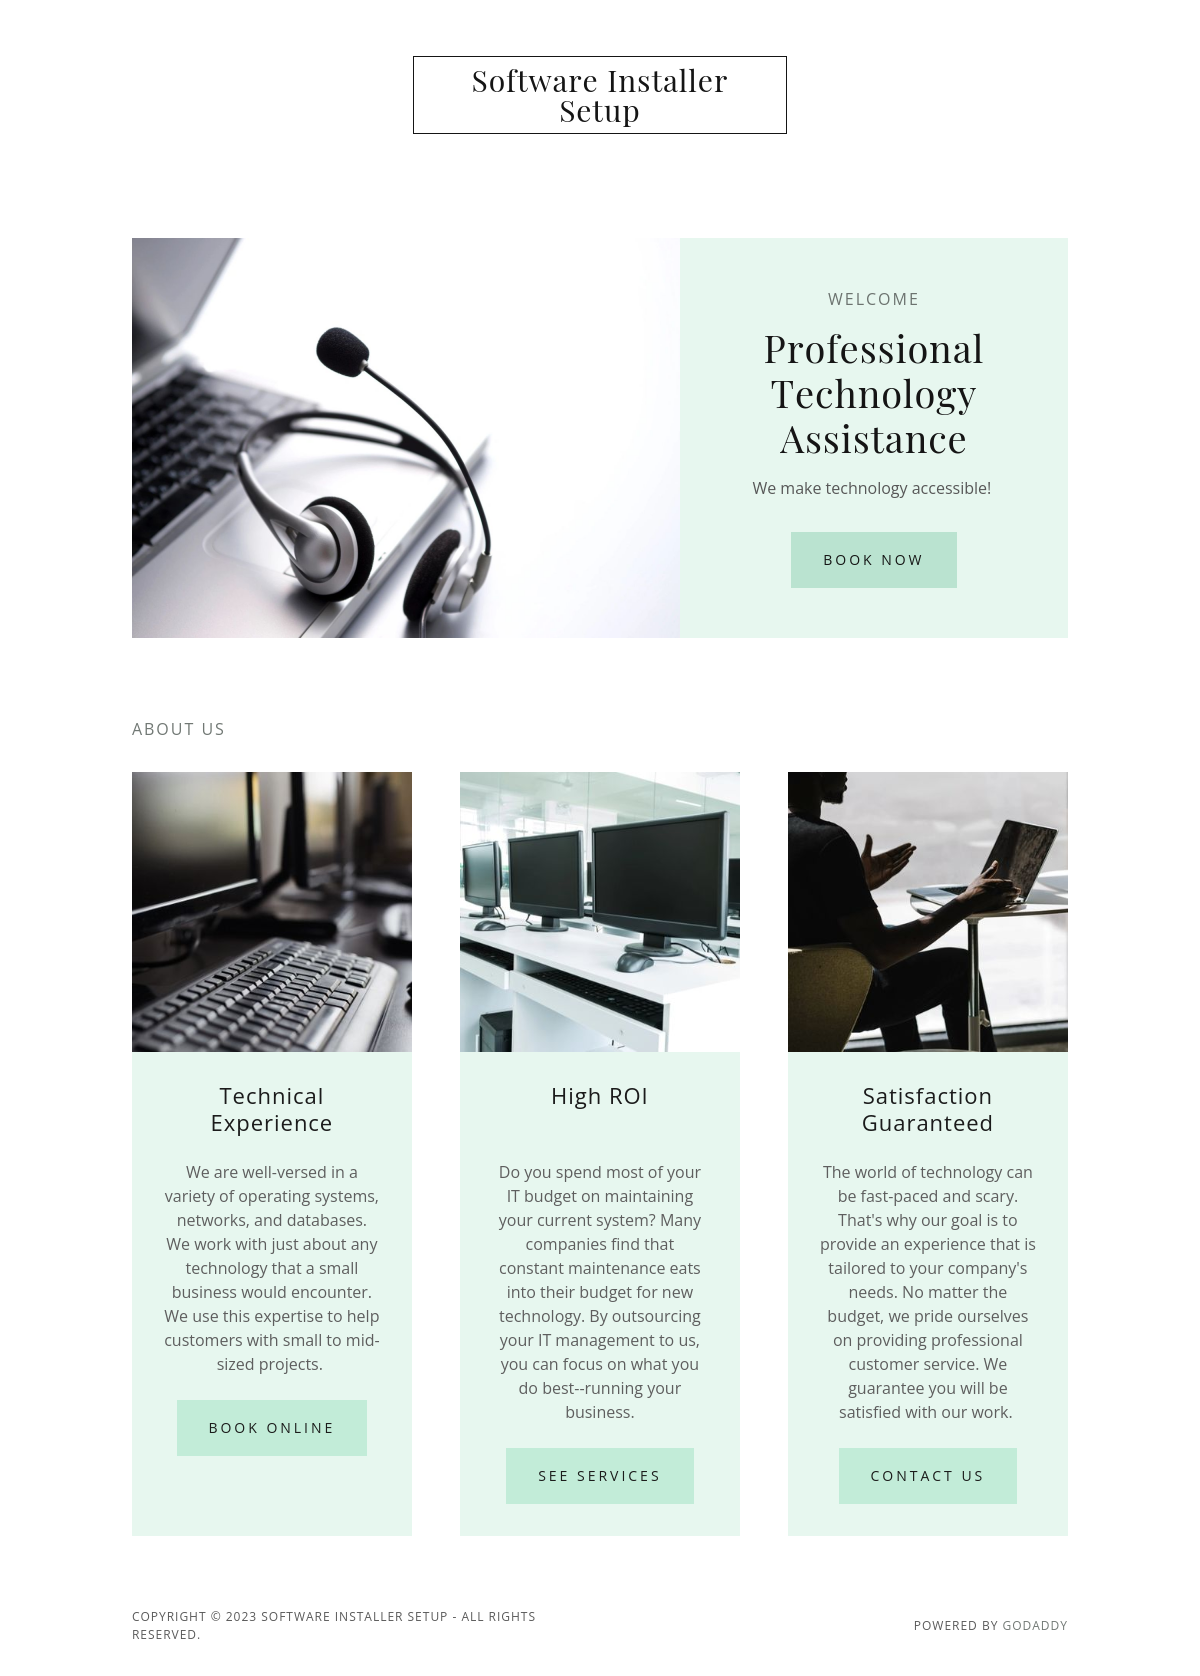 Software Installer
Setup
WELCOME
Professional
Technology
Assistance
We make technology accessible!
BOOK NOW
ABOUT US
Technical
Experience
We are well-versed in a
variety of operating systems,
networks, and databases.
We work with just about any
technology that a small
business would encounter.
We use this expertise to help
customers with small to mid-
sized projects.
BOOK ONLINE
High ROI
Do you spend most of your
IT budget on maintaining
your current system? Many
companies find that
constant maintenance eats
into their budget for new
technology. By outsourcing
your IT management to us,
you can focus on what you
do best--running your
business.
SEE SERVICES
Satisfaction
Guaranteed
The world of technology can
be fast-paced and scary.
That's why our goal is to
provide an experience that is
tailored to your company's
needs. No matter the
budget, we pride ourselves
on providing professional
customer service. We
guarantee you will be
satisfied with our work.
CONTACT US
COPYRIGHT © 2023 SOFTWARE INSTALLER SETUP - ALL RIGHTS
RESERVED.
POWERED BY GODADDY